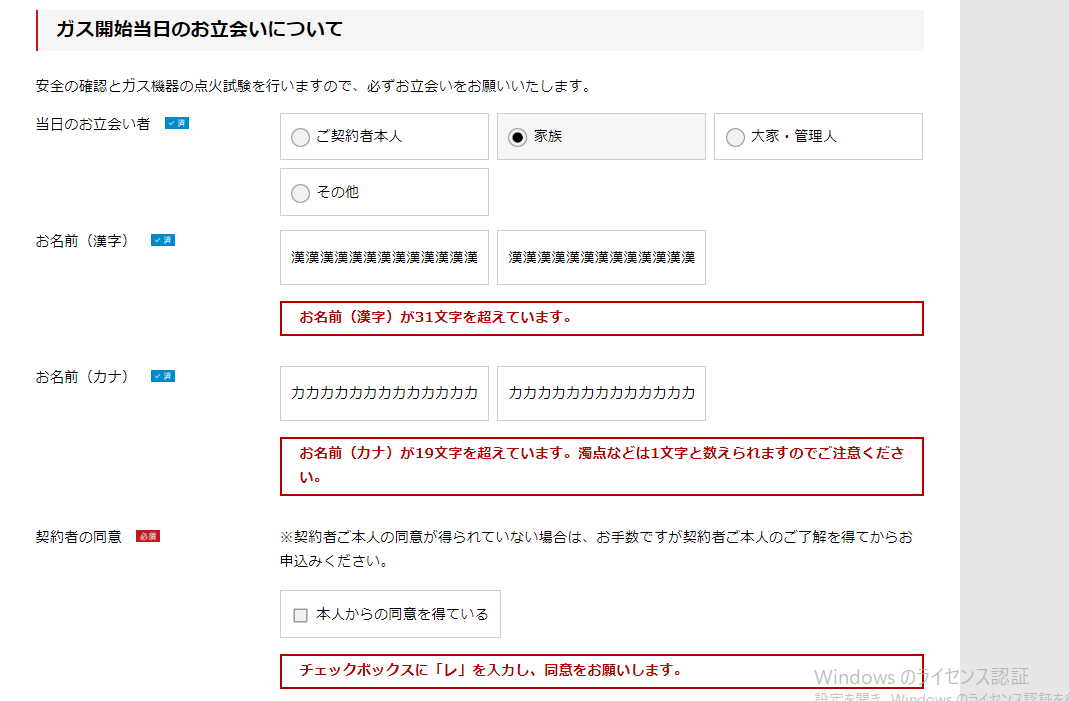 ガス開始当日のお立会いについて
安全の確認とガス機器の点火試験を行いますので、必ずお立会いをお願いいたします。
当日のお立会い者 ✓済
ご契約者本人 家族 大家・管理人
その他
お名前（漢字） ✓済
漢漢漢漢漢漢漢漢漢漢漢漢漢 漢漢漢漢漢漢漢漢漢漢漢漢漢
お名前（漢字）が31文字を超えています。
お名前（カナ） ✓済
カカカカカカカカカカカカカ カカカカカカカカカカカカカ
お名前（カナ）が19文字を超えています。濁点などは1文字と数えられますのでご注意くださ
い。
契約者の同意 必須
※契約者ご本人の同意が得られていない場合は、お手数ですが契約者ご本人のご了解を得てからお
申込みください。
本人からの同意を得ている
チェックボックスに「レ」を入力し、同意をお願いします。
Windows のライセンス認証
設定を開き、Windows のライセンス認証を